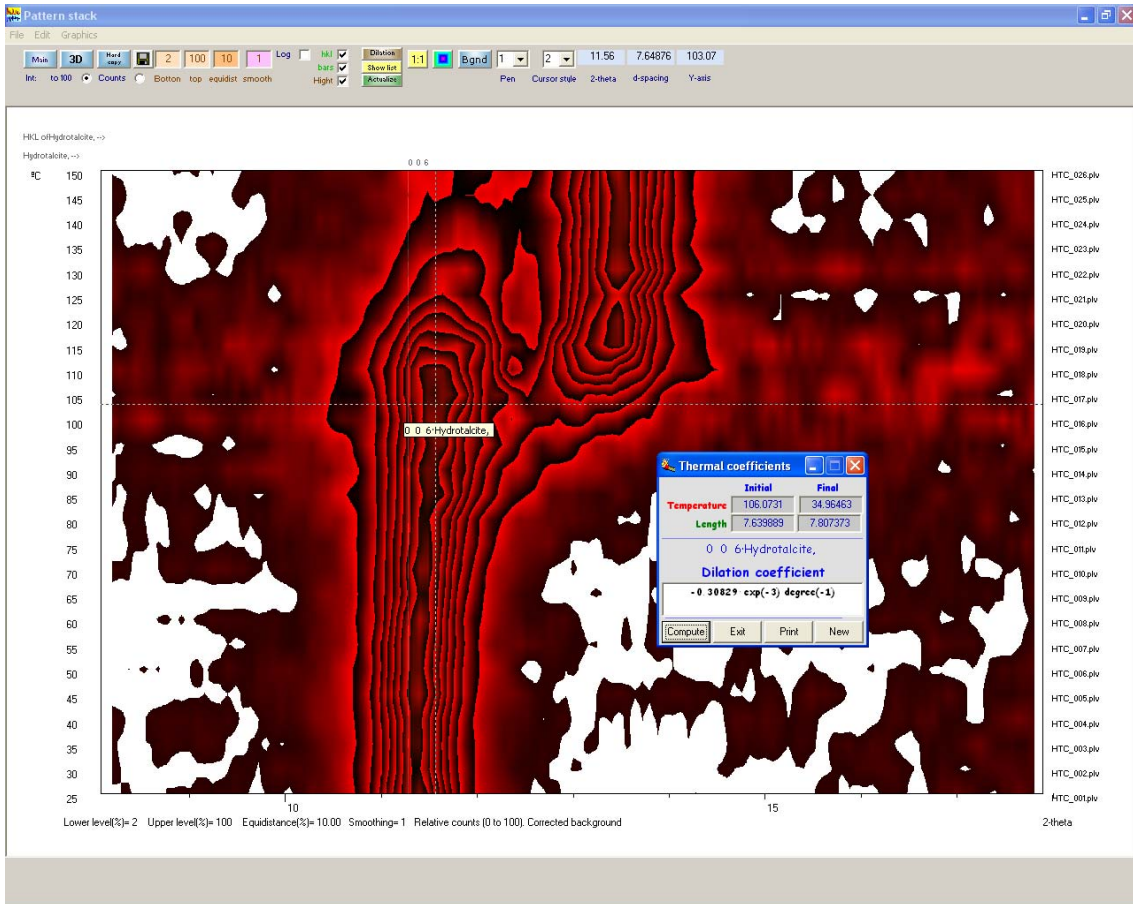 Pattern stack
File Edit Graphics
Main 3D Hard copy 2 100 10 1 Log hkl Dilation 1:1 Bgnd 1 2 11.56 7.64876 103.07
bars Show list
Int: to 100 Counts Botton top equidist smooth Hight Actualize Pen Cursor style 2-theta d-spacing Y-axis
HKL ofHydrotalcite, -->
Hydrotalcite, -->
0 0 6
ºC 150 HTC_026.plv
145 HTC_025.plv
140 HTC_024.plv
135 HTC_023.plv
130 HTC_022.plv
125 HTC_021.plv
120 HTC_020.plv
115 HTC_019.plv
110 HTC_018.plv
105 HTC_017.plv
100 HTC_016.plv
0 0 6·Hydrotalcite,
95 HTC_015.plv
90 HTC_014.plv
85 HTC_013.plv
80 HTC_012.plv
75 HTC_011.plv
70 HTC_010.plv
65 HTC_009.plv
60 HTC_008.plv
55 HTC_007.plv
50 HTC_006.plv
45 HTC_005.plv
40 HTC_004.plv
35 HTC_003.plv
30 HTC_002.plv
25 HTC_001.plv
Thermal coefficients
Initial Final
Temperature 106.0731 34.96463
Length 7.639889 7.807373
0 0 6·Hydrotalcite,
Dilation coefficient
-0.30829· exp(-3) degree(-1)
Compute Exit Print New
10 15
Lower level(%)= 2 Upper level(%)= 100 Equidistance(%)= 10.00 Smoothing= 1 Relative counts (0 to 100). Corrected background 2-theta